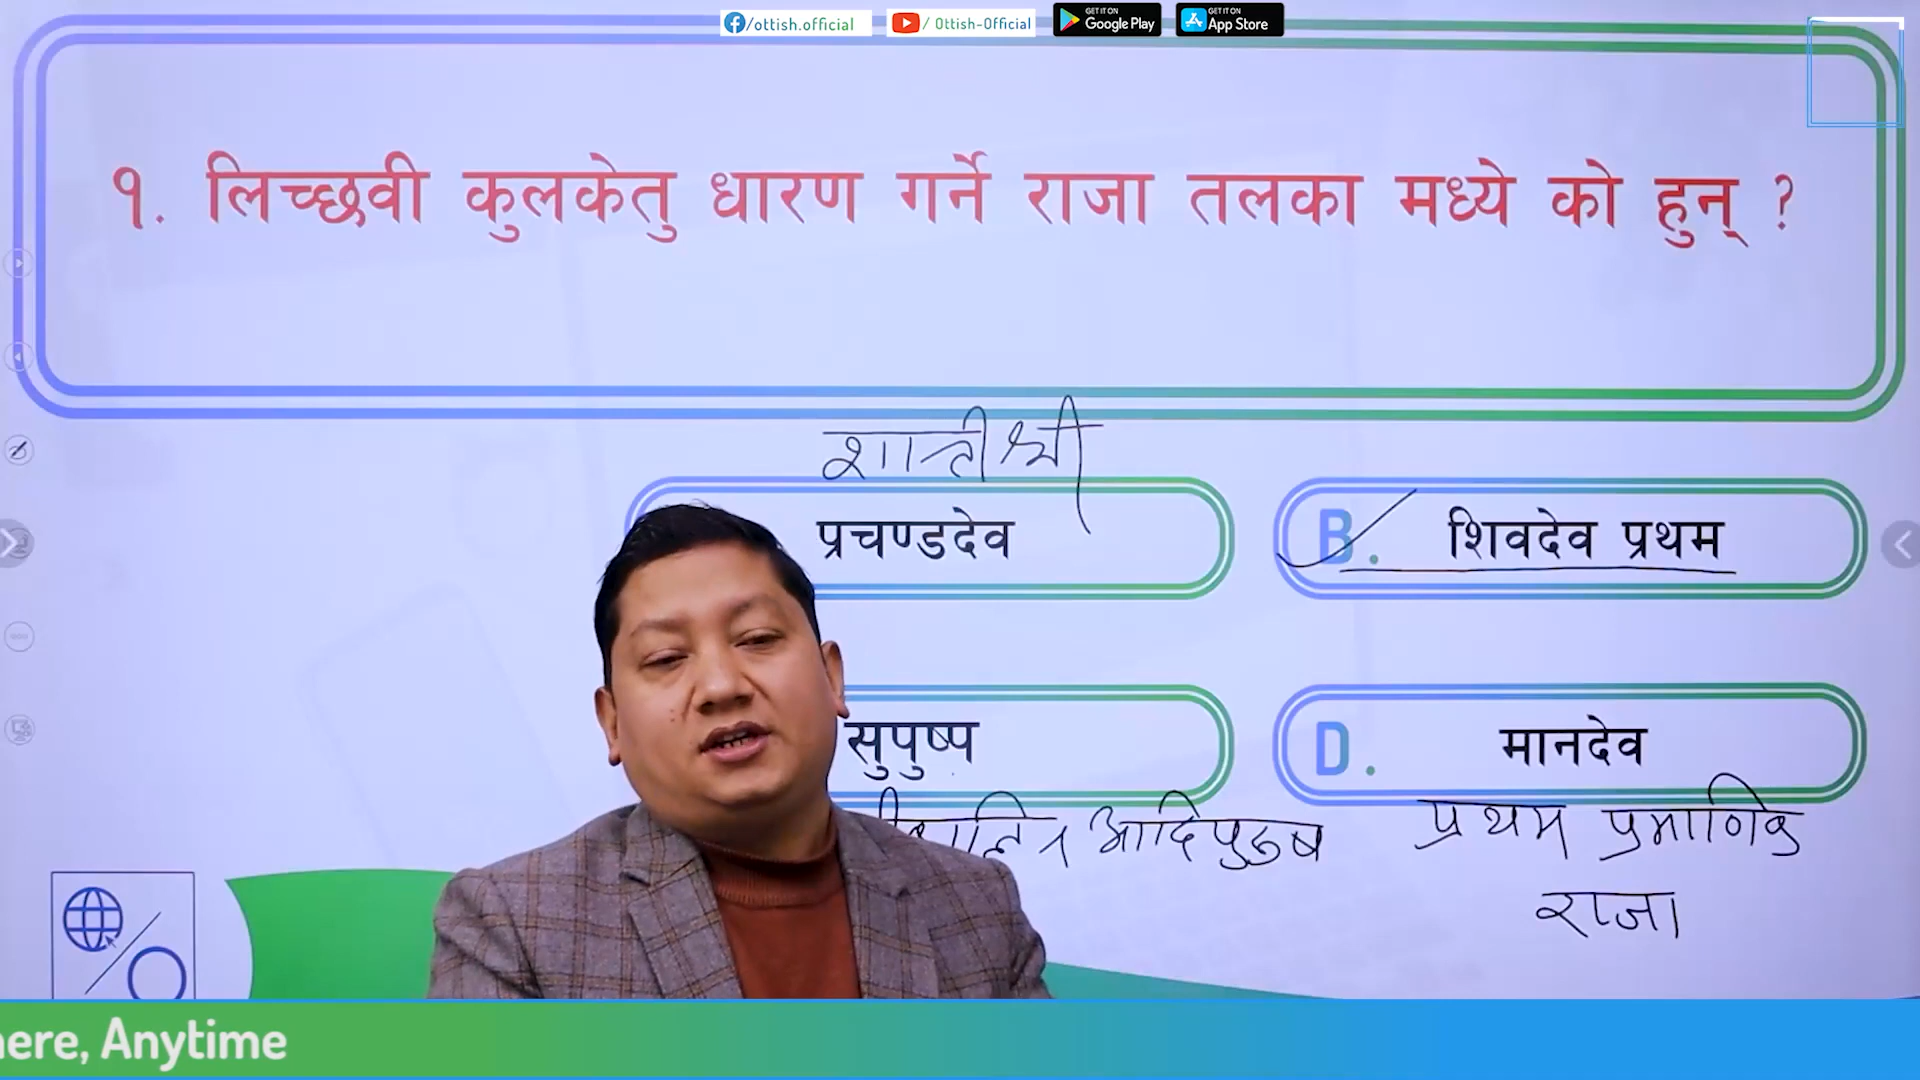 /ottish.official / Ottish-Official GET IT ON Google Play GET IT ON App Store
१. लिच्छवी कुलकेतु धारण गर्ने राजा तलका मध्ये को हुन् ?
शान्तीश्री
प्रचण्डदेव
B. शिवदेव प्रथम
सुपुष्प
D. मानदेव
आदिपुरुष
प्रथम प्रमाणिक
राजा
ere, Anytime